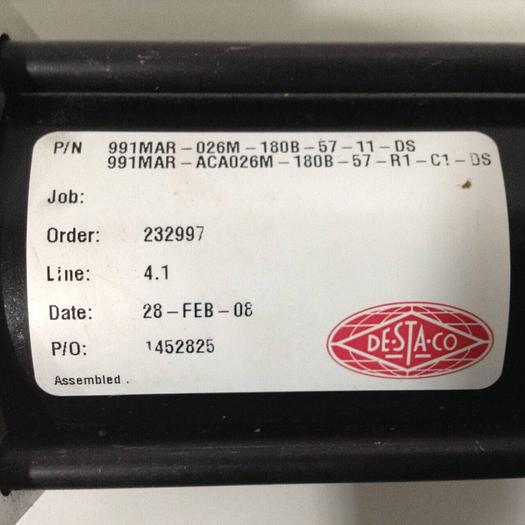 P/N 991MAR-026M-180B-57-11-DS
991MAR-ACA026M-180B-57-R1-C1-DS
Job:
Order: 232997
Line: 4.1
Date: 28-FEB-08
P/O: 1452825
DE-STA-CO
Assembled .